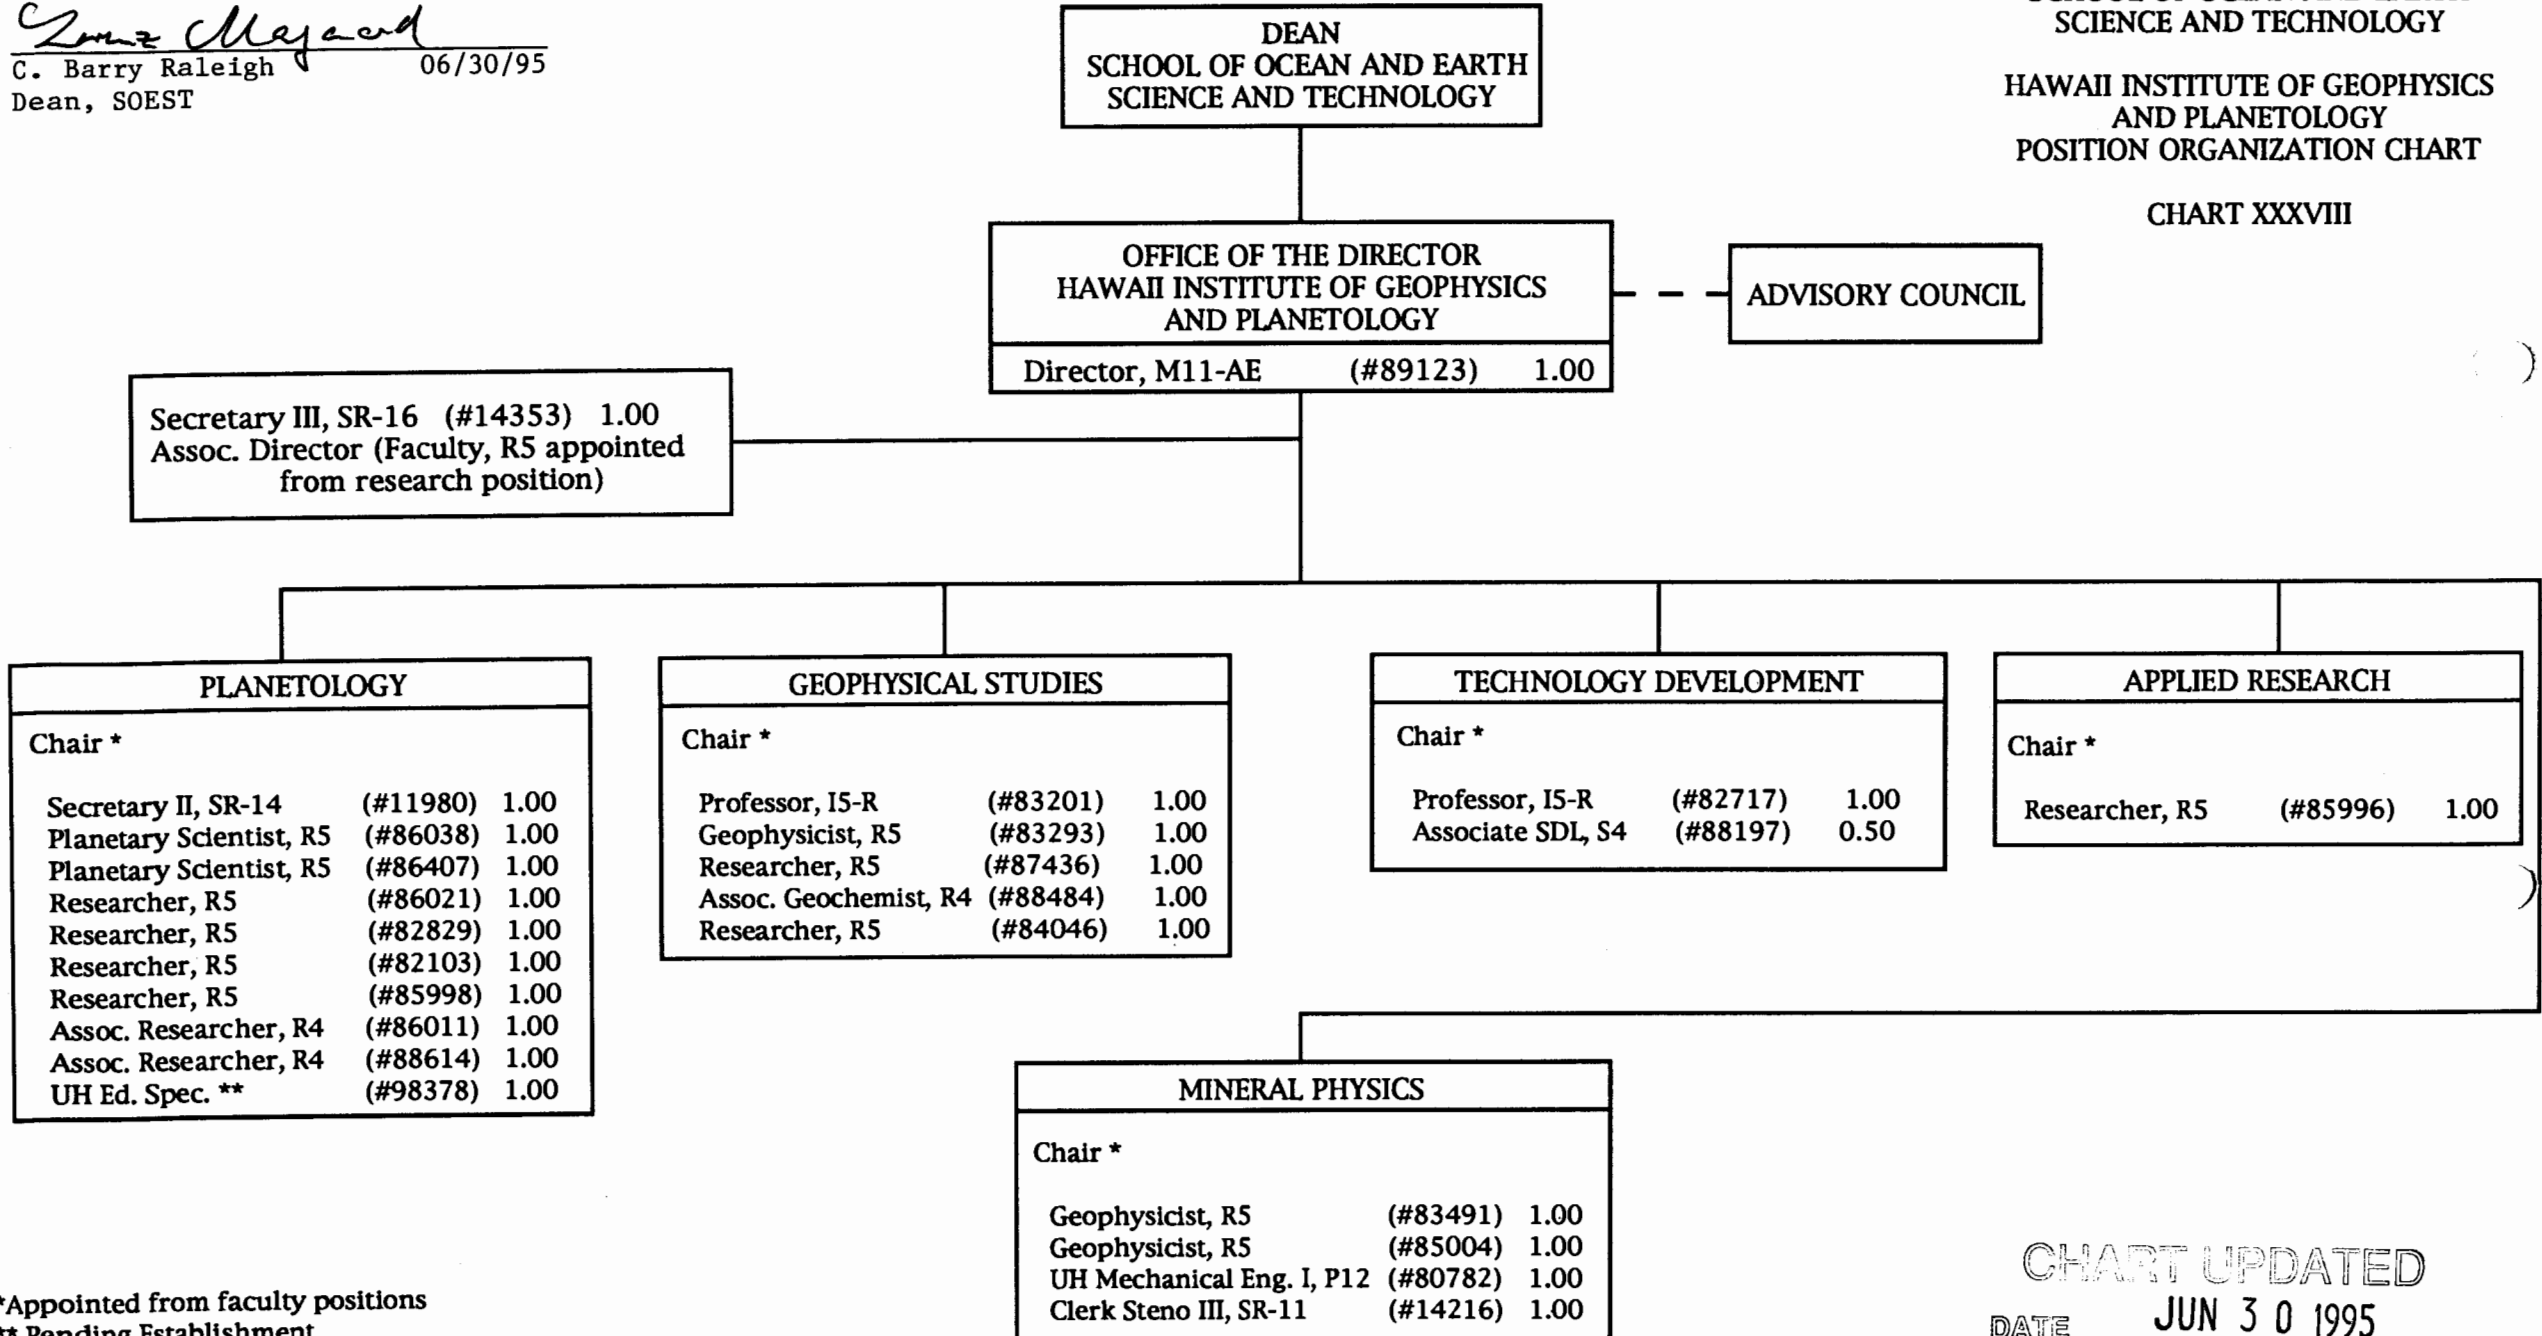 C. Barry Raleigh 06/30/95
Dean, SOEST
DEAN
SCHOOL OF OCEAN AND EARTH
SCIENCE AND TECHNOLOGY
SCHOOL OF OCEAN AND EARTH
SCIENCE AND TECHNOLOGY
HAWAII INSTITUTE OF GEOPHYSICS
AND PLANETOLOGY
POSITION ORGANIZATION CHART
CHART XXXVIII
OFFICE OF THE DIRECTOR
HAWAII INSTITUTE OF GEOPHYSICS
AND PLANETOLOGY
Director, M11-AE (#89123) 1.00
ADVISORY COUNCIL
Secretary III, SR-16 (#14353) 1.00
Assoc. Director (Faculty, R5 appointed
from research position)
PLANETOLOGY
Chair *
Secretary II, SR-14 (#11980) 1.00
Planetary Scientist, R5 (#86038) 1.00
Planetary Scientist, R5 (#86407) 1.00
Researcher, R5 (#86021) 1.00
Researcher, R5 (#82829) 1.00
Researcher, R5 (#82103) 1.00
Researcher, R5 (#85998) 1.00
Assoc. Researcher, R4 (#86011) 1.00
Assoc. Researcher, R4 (#88614) 1.00
UH Ed. Spec. ** (#98378) 1.00
GEOPHYSICAL STUDIES
Chair *
Professor, I5-R (#83201) 1.00
Geophysicist, R5 (#83293) 1.00
Researcher, R5 (#87436) 1.00
Assoc. Geochemist, R4 (#88484) 1.00
Researcher, R5 (#84046) 1.00
TECHNOLOGY DEVELOPMENT
Chair *
Professor, I5-R (#82717) 1.00
Associate SDL, S4 (#88197) 0.50
APPLIED RESEARCH
Chair *
Researcher, R5 (#85996) 1.00
MINERAL PHYSICS
Chair *
Geophysicist, R5 (#83491) 1.00
Geophysicist, R5 (#85004) 1.00
UH Mechanical Eng. I, P12 (#80782) 1.00
Clerk Steno III, SR-11 (#14216) 1.00
*Appointed from faculty positions
** Pending Establishment
CHART UPDATED
DATE JUN 30 1995